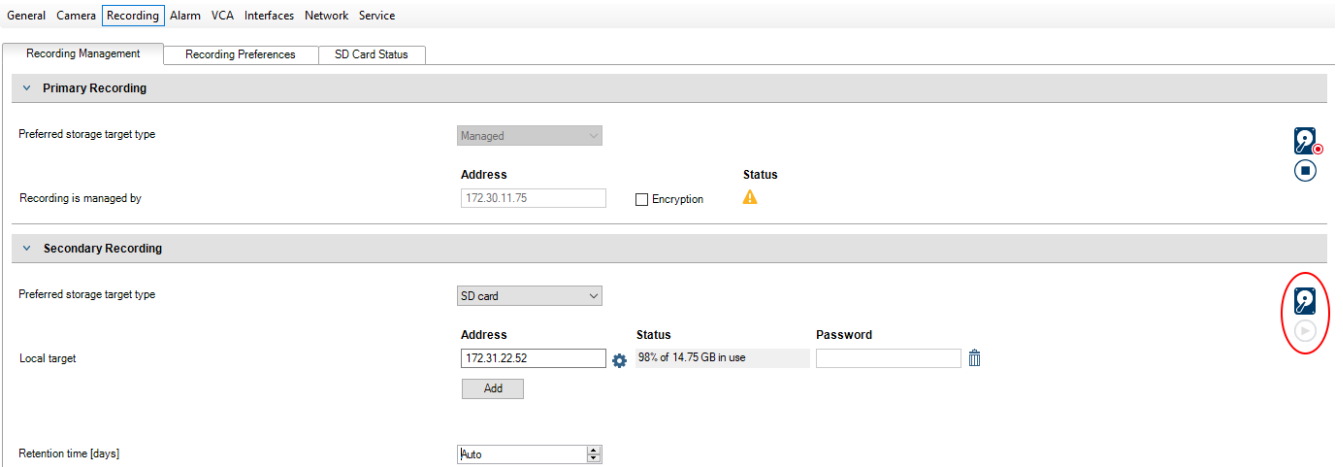 General Camera Recording Alarm VCA Interfaces Network Service
Recording Management Recording Preferences SD Card Status
Primary Recording
Preferred storage target type Managed
Address Status
Recording is managed by 172.30.11.75 Encryption
Secondary Recording
Preferred storage target type SD card
Address Status Password
Local target 172.31.22.52 98% of 14.75 GB in use
Add
Retention time [days] Auto